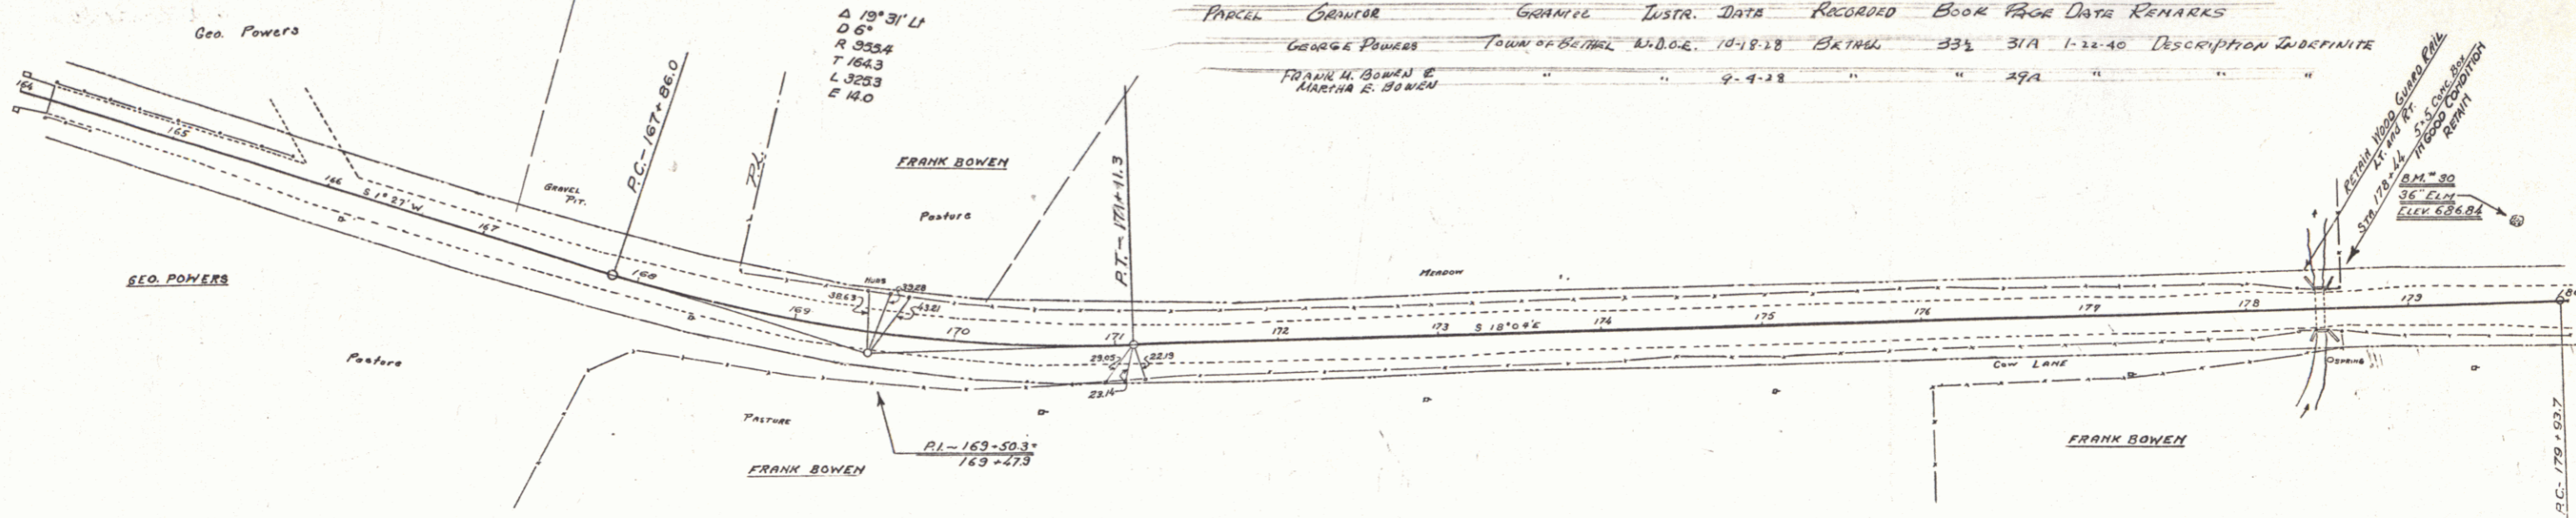 Geo. Powers
Δ 19° 31' Lt
D 6°
R 955.4
T 164.3
L 325.3
E 14.0
PARCEL GRANTOR GRANTEE INSTR. DATE RECORDED BOOK PAGE DATE REMARKS
GEORGE POWERS TOWN OF BETHEL W.D.O.E. 10-18-28 BETHEL 33½ 31A 1-22-40 DESCRIPTION INDEFINITE
FRANK H. BOWEN & " " 9-4-28 " " 29A " " "
MARTHA E. BOWEN
164
165
166
S 1° 27' W
167
GRAVEL
PIT.
P.C.- 167+86.0
P.L.
FRANK BOWEN
Pasture
P.T.- 171+11.3
RETAIN WOOD GUARD RAIL
LT. and RT.
STA. 178+44 5x5 CONC. BOX
IN GOOD CONDITION
RETAIN
B.M. # 30
36" ELM
ELEV. 686.84
GEO. POWERS
168
HUBS
38.63
39.28
43.21
169
170
171
MEADOW
172
173
S 18° 04' E
174
175
176
177
178
179
23.05
22.19
23.14
Pasture
COW LANE
SPRING
PASTURE
P.I.~ 169+50.3=
169+47.9
FRANK BOWEN
FRANK BOWEN
P.C.- 179+93.7